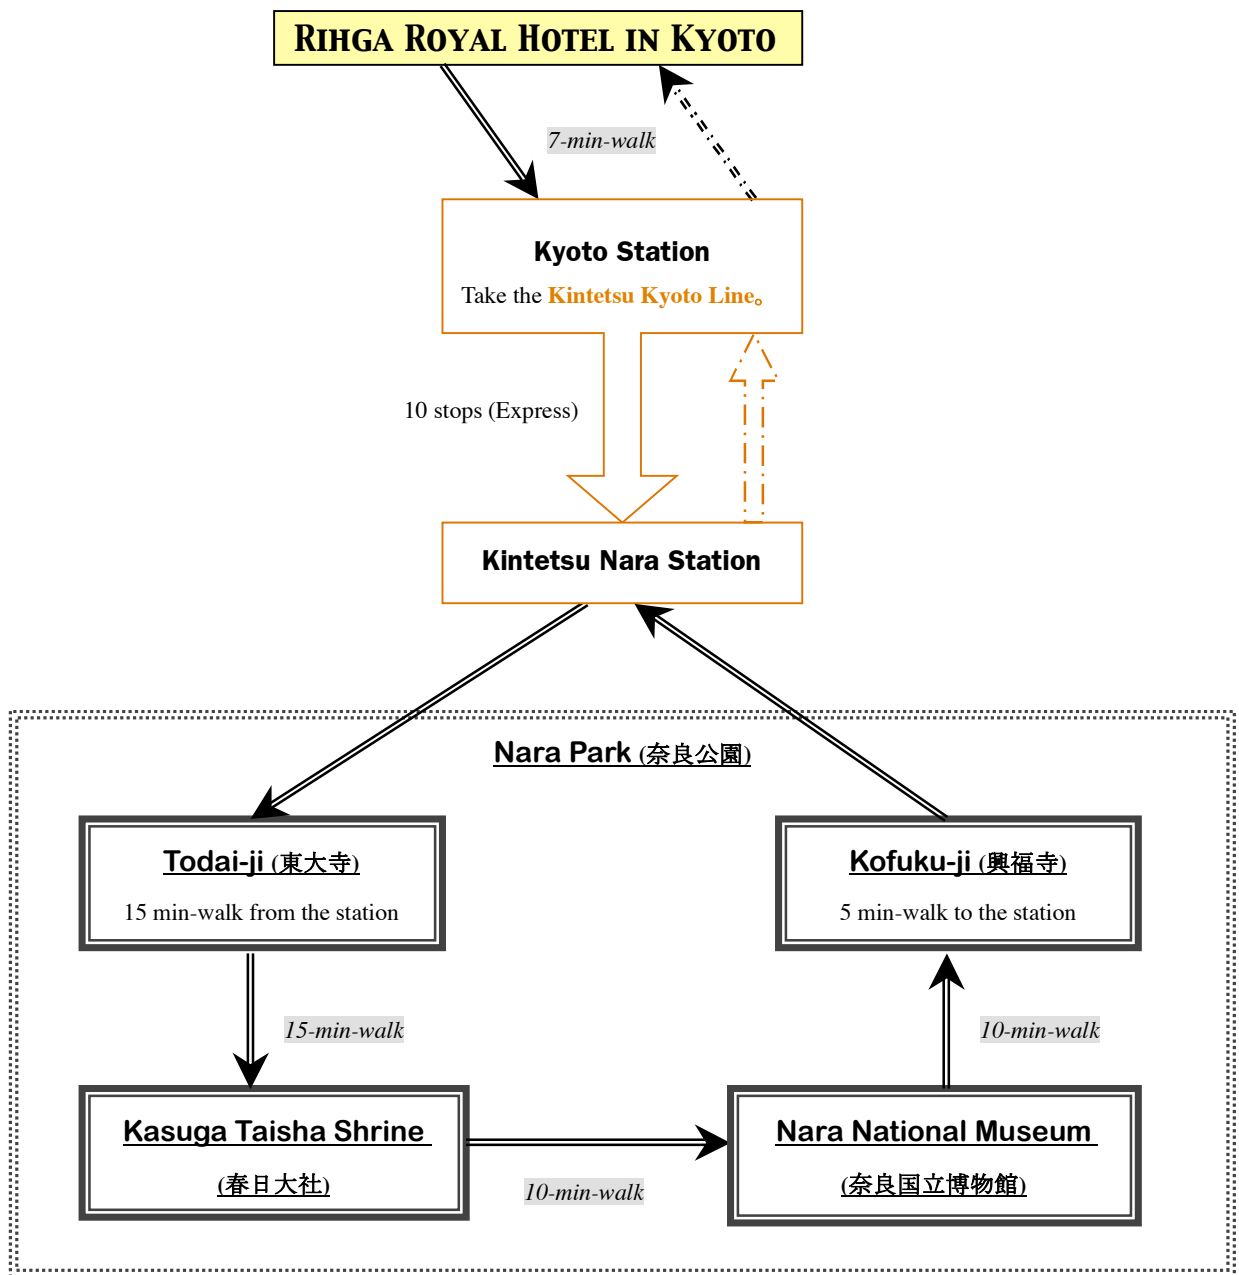 RIHGA ROYAL HOTEL IN KYOTO
7-min-walk
Kyoto Station
Take the Kintetsu Kyoto Line。
10 stops (Express)
Kintetsu Nara Station
Nara Park (奈良公園)
Todai-ji (東大寺)
15 min-walk from the station
Kofuku-ji (興福寺)
5 min-walk to the station
15-min-walk
10-min-walk
Kasuga Taisha Shrine
(春日大社)
10-min-walk
Nara National Museum
(奈良国立博物館)